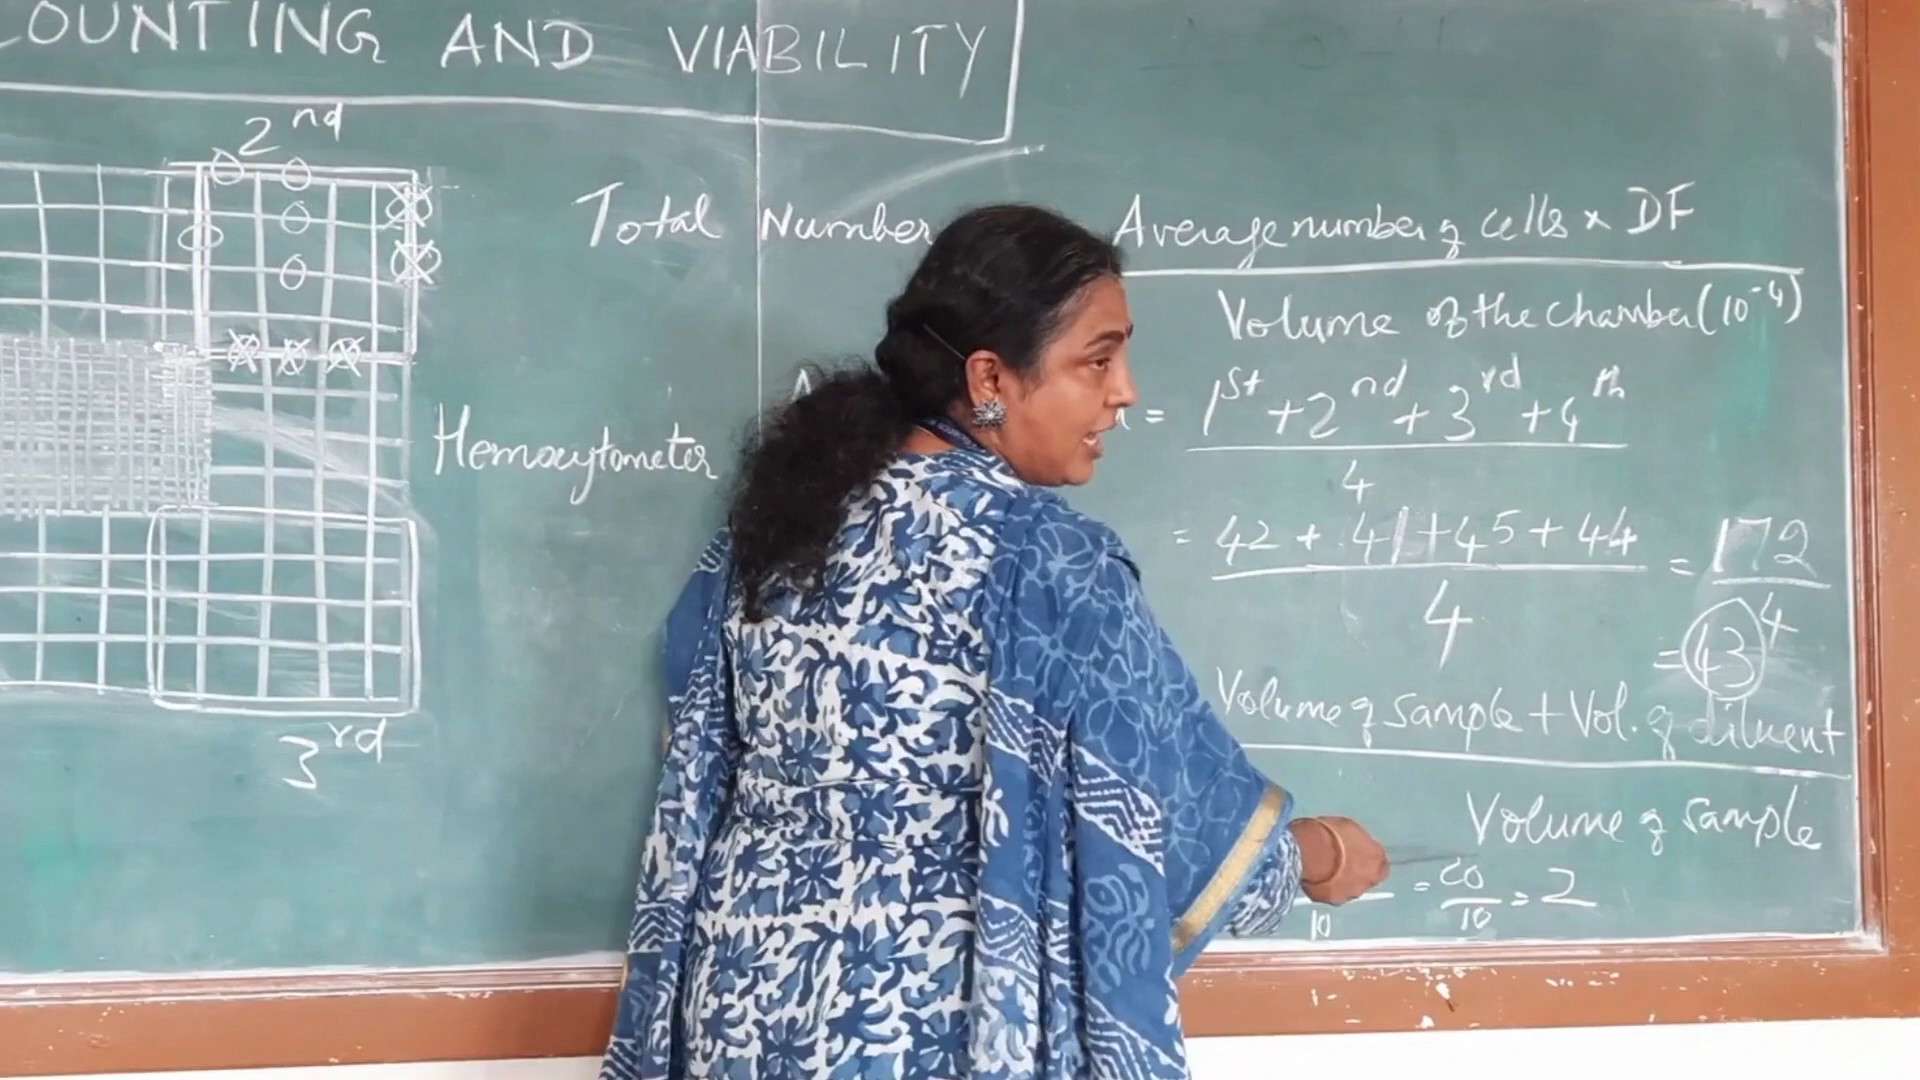 COUNTING AND VIABILITY
2nd
Total Number
Average number of cells × DF
Volume of the chamber (10⁻⁴)
Hemocytometer
= 1st + 2nd + 3rd + 4th
4
= 42 + 41 + 45 + 44 = 172
4 4
= 43
Volume of sample + Vol. of diluent
3rd
Volume of sample
= 20 = 2
10 10